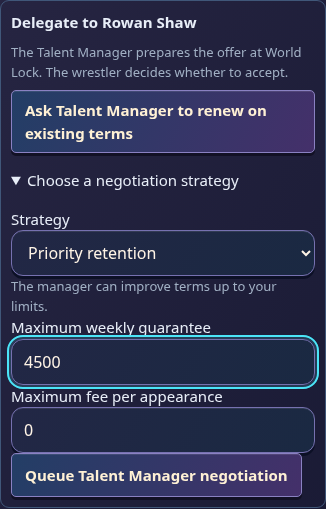 Delegate to Rowan Shaw
The Talent Manager prepares the offer at World
Lock. The wrestler decides whether to accept.
Ask Talent Manager to renew on
existing terms
▼ Choose a negotiation strategy
Strategy
Priority retention
The manager can improve terms up to your
limits.
Maximum weekly guarantee
4500
Maximum fee per appearance
0
Queue Talent Manager negotiation